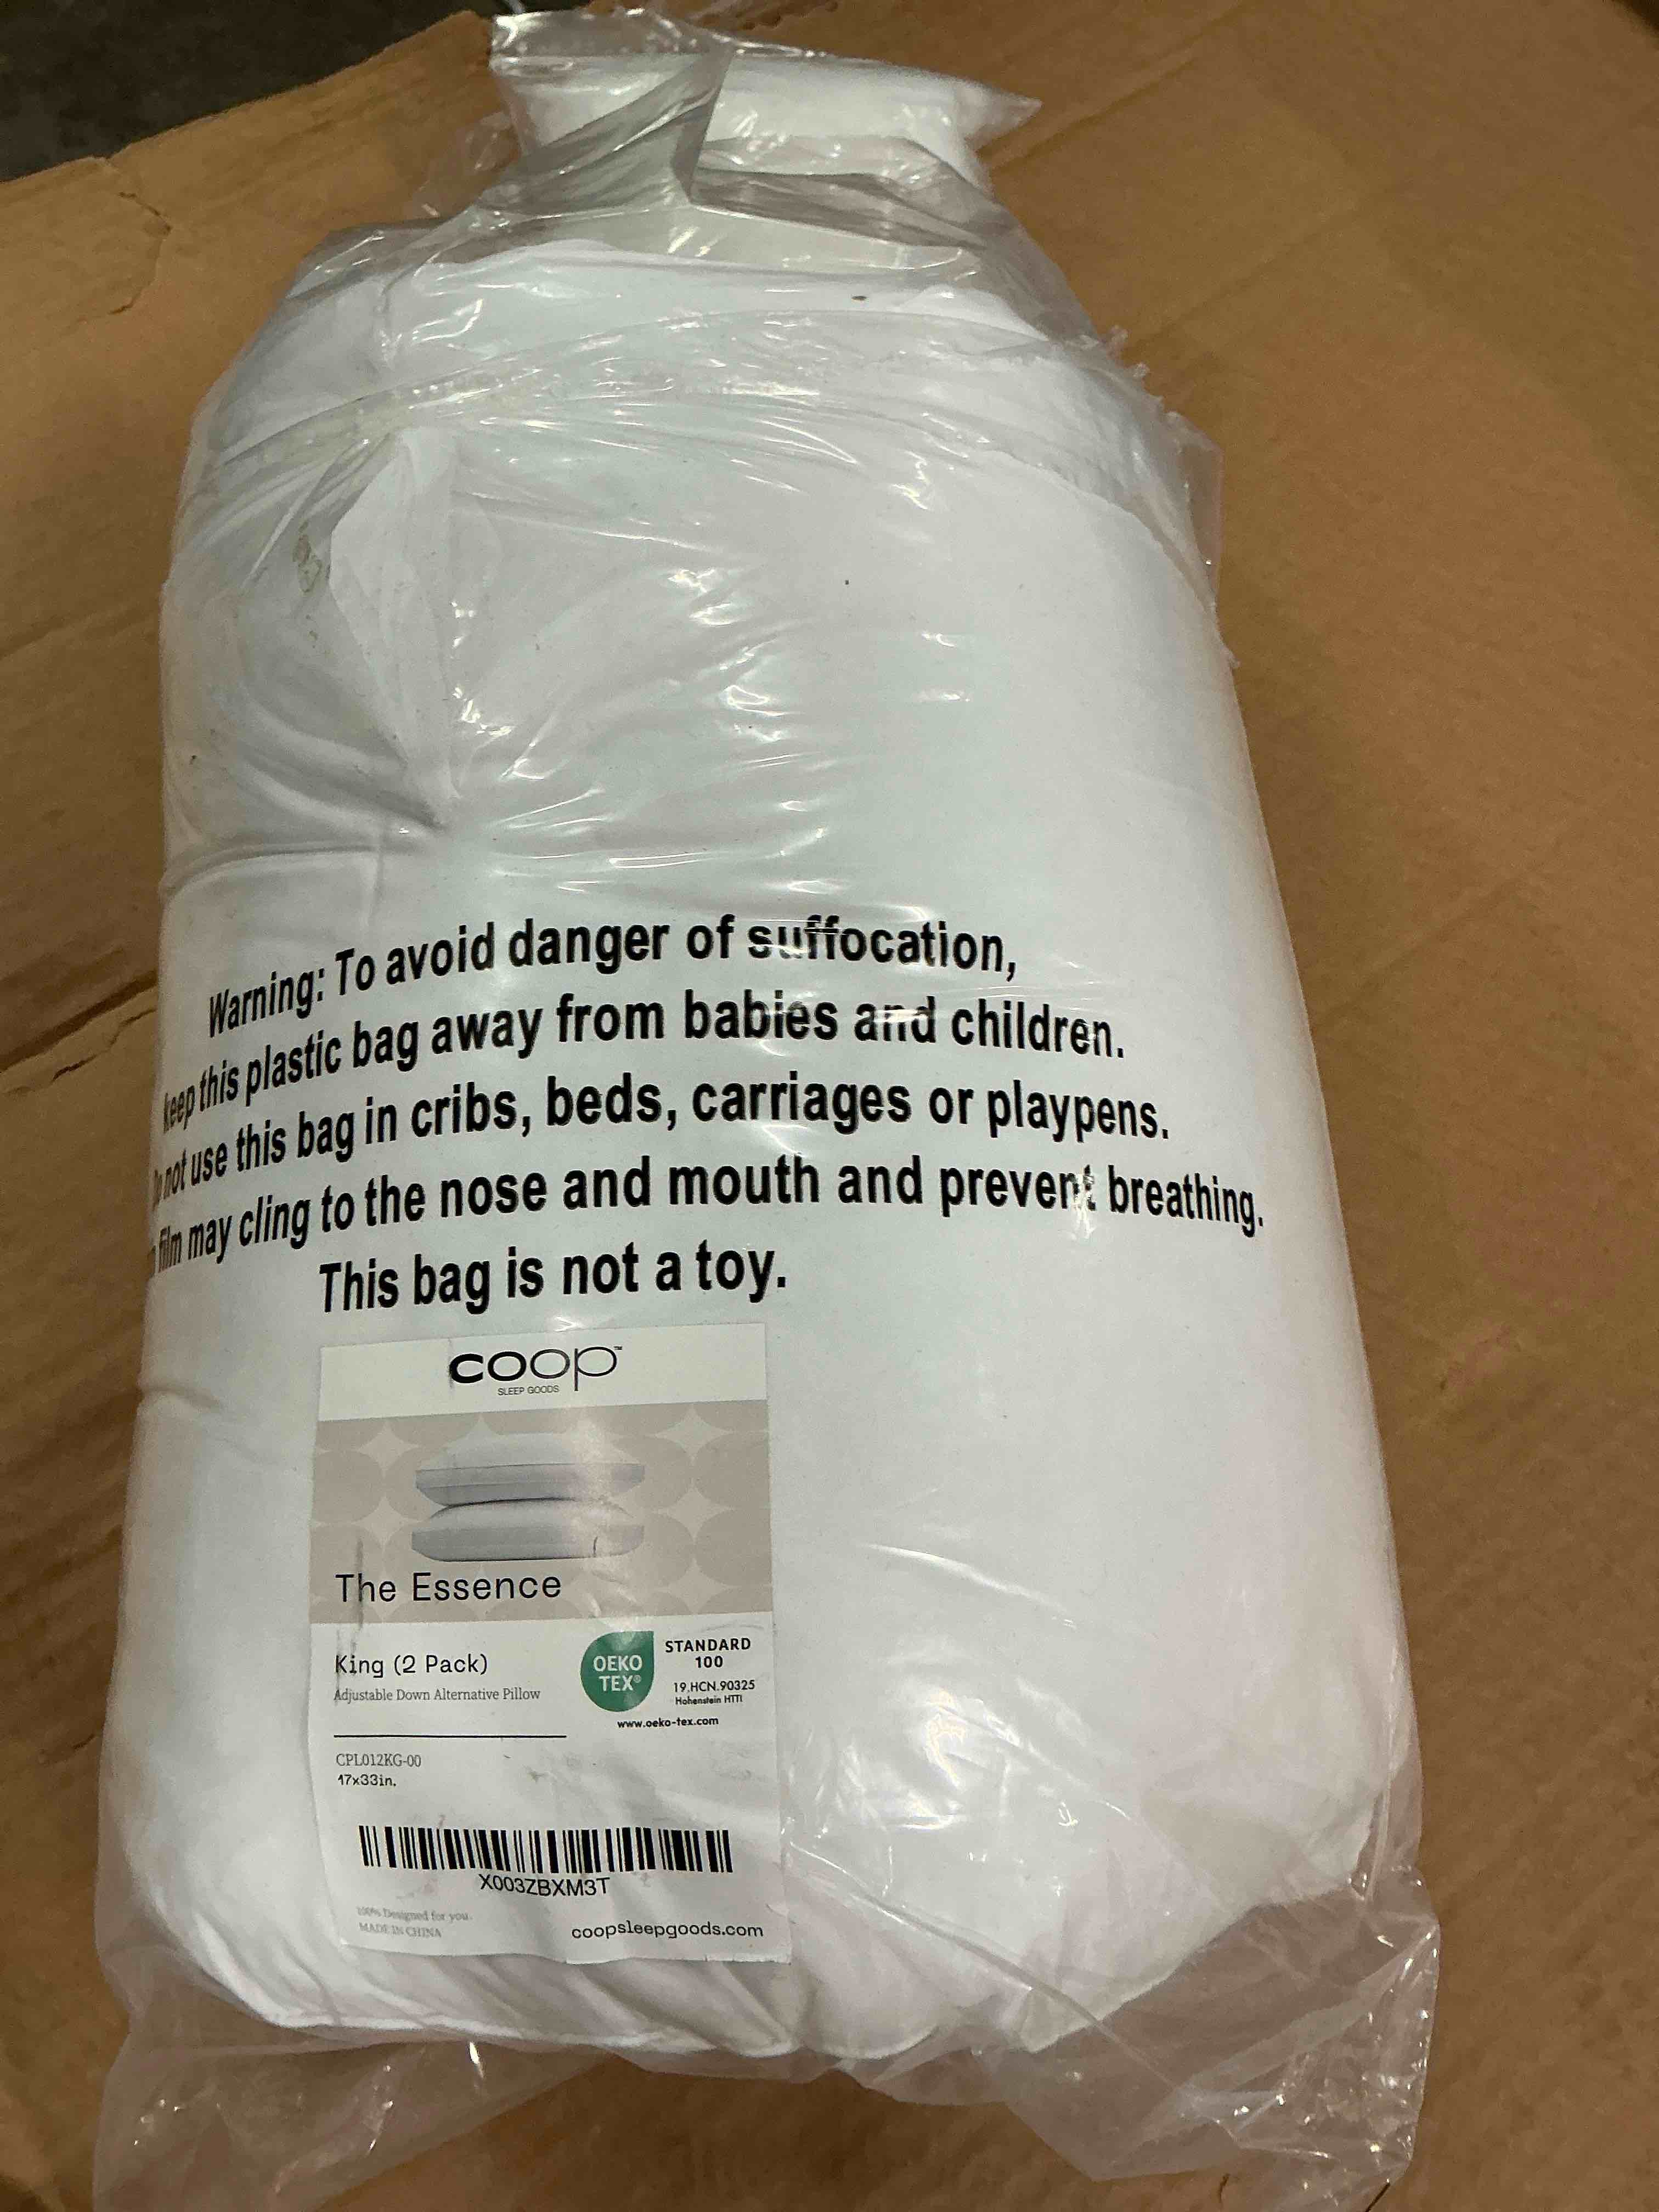 Warning: To avoid danger of suffocation,
keep this plastic bag away from babies and children.
Do not use this bag in cribs, beds, carriages or playpens.
film may cling to the nose and mouth and prevent breathing.
This bag is not a toy.
coop™
SLEEP GOODS
The Essence
King (2 Pack)
Adjustable Down Alternative Pillow
OEKO
TEX®
STANDARD
100
19.HCN.90325
Hohenstein HTTI
www.oeko-tex.com
CPL012KG-00
17x33in.
X003ZBXM3T
100% Designed for you.
MADE IN CHINA
coopsleepgoods.com